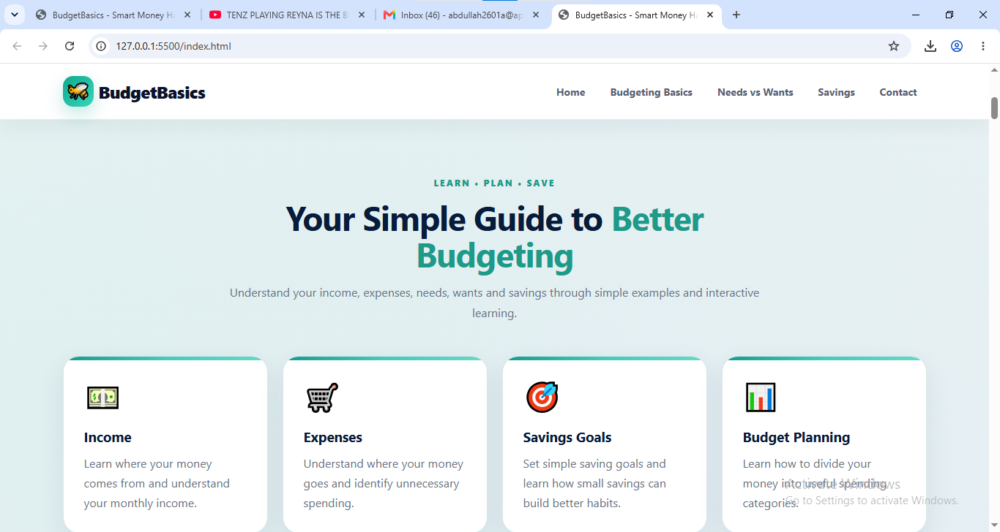 BudgetBasics - Smart Money H
TENZ PLAYING REYNA IS THE B
Inbox (46) - abdullah2601a@ap
BudgetBasics - Smart Money H
127.0.0.1:5500/index.html
BudgetBasics
Home
Budgeting Basics
Needs vs Wants
Savings
Contact
LEARN • PLAN • SAVE
Your Simple Guide to Better
Budgeting
Understand your income, expenses, needs, wants and savings through simple examples and interactive
learning.
Income
Learn where your money
comes from and understand
your monthly income.
Expenses
Understand where your money
goes and identify unnecessary
spending.
Savings Goals
Set simple saving goals and
learn how small savings can
build better habits.
Budget Planning
Learn how to divide your
money into useful spending
categories.
Activate Windows
Go to Settings to activate Windows.